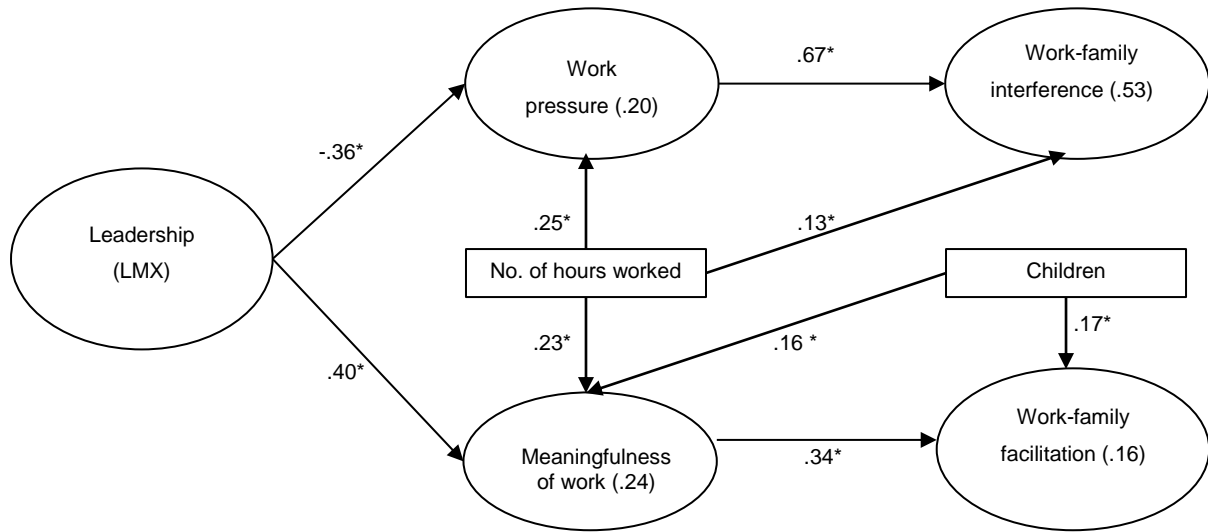 Work
pressure (.20)
.67*
Work-family
interference (.53)
-.36*
Leadership
(LMX)
.25*
.13*
No. of hours worked
Children
.23*
.16 *
.17*
.40*
Meaningfulness
of work (.24)
.34*
Work-family
facilitation (.16)